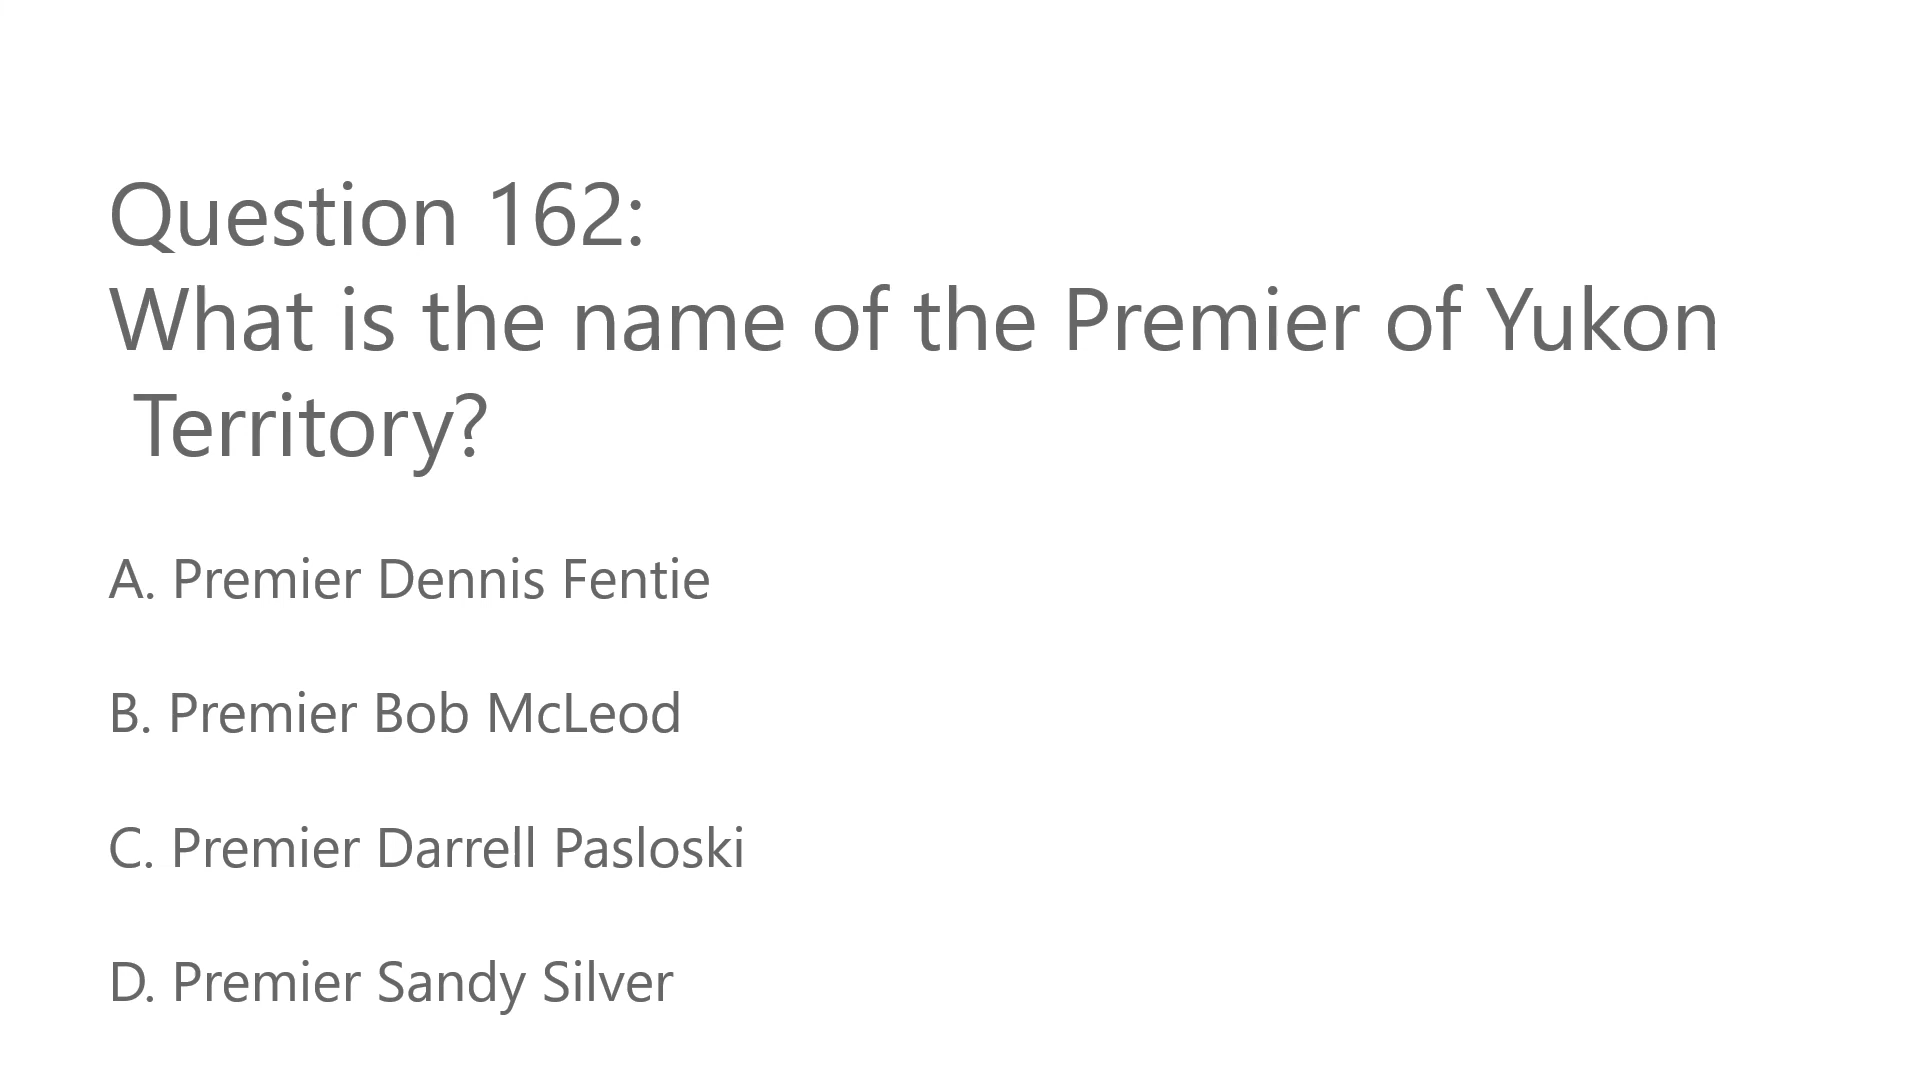 Question 162:
What is the name of the Premier of Yukon
Territory?
A. Premier Dennis Fentie
B. Premier Bob McLeod
C. Premier Darrell Pasloski
D. Premier Sandy Silver